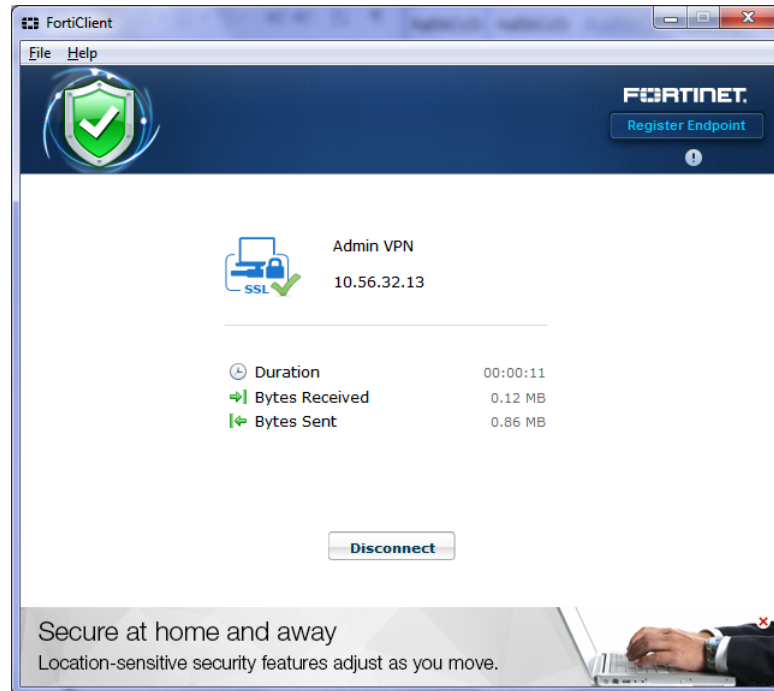 FortiClient
File Help
FORTINET
Register Endpoint
Admin VPN
10.56.32.13
SSL
Duration 00:00:11
Bytes Received 0.12 MB
Bytes Sent 0.86 MB
Disconnect
Secure at home and away
Location-sensitive security features adjust as you move.